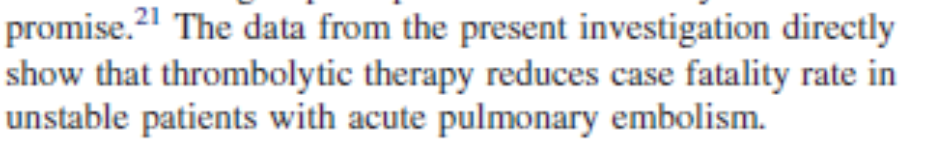 promise.21 The data from the present investigation directly
show that thrombolytic therapy reduces case fatality rate in
unstable patients with acute pulmonary embolism.